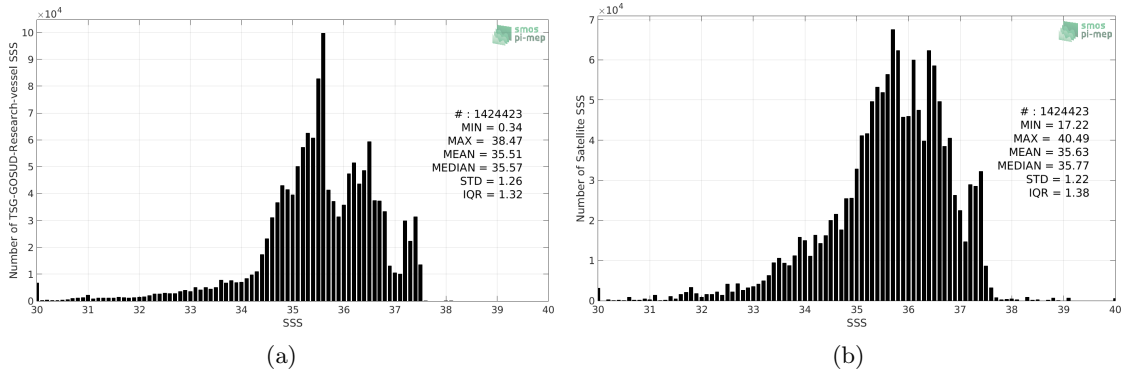 ×10⁴
10
9
8
7
6
5
4
3
2
1
0
Number of TSG-GOSUD-Research-vessel SSS
smos
pi-mep
# : 1424423
MIN = 0.34
MAX = 38.47
MEAN = 35.51
MEDIAN = 35.57
STD = 1.26
IQR = 1.32
30 31 32 33 34 35 36 37 38 39 40
SSS
(a)
×10⁴
7
6
5
4
3
2
1
0
Number of Satellite SSS
smos
pi-mep
# : 1424423
MIN = 17.22
MAX = 40.49
MEAN = 35.63
MEDIAN = 35.77
STD = 1.22
IQR = 1.38
30 31 32 33 34 35 36 37 38 39 40
SSS
(b)